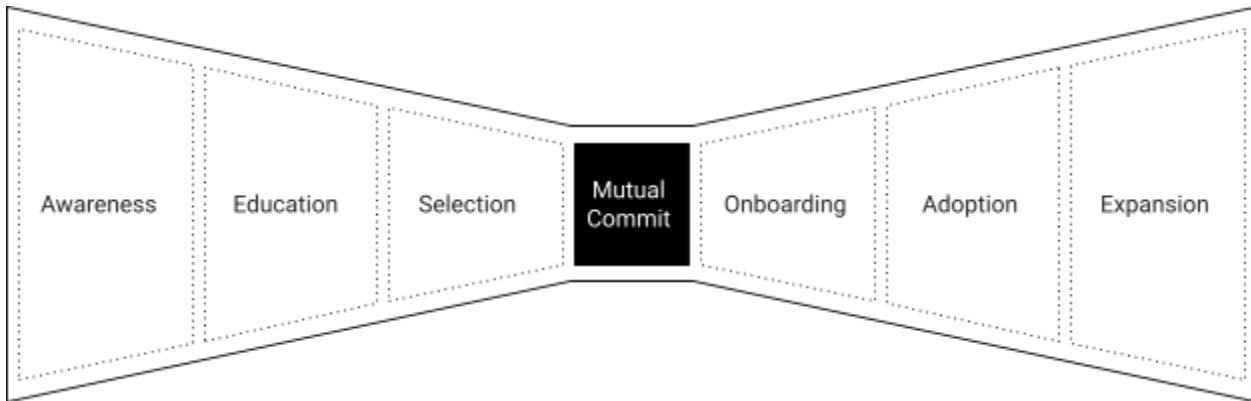 Awareness
Education
Selection
Mutual
Commit
Onboarding
Adoption
Expansion